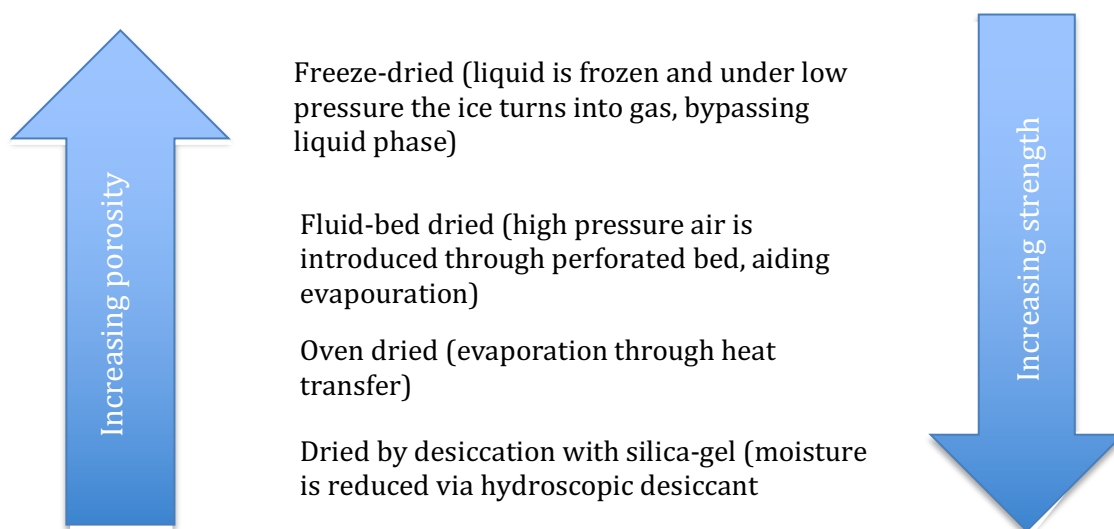 Increasing porosity
Freeze-dried (liquid is frozen and under low
pressure the ice turns into gas, bypassing
liquid phase)
Fluid-bed dried (high pressure air is
introduced through perforated bed, aiding
evapouration)
Oven dried (evaporation through heat
transfer)
Dried by desiccation with silica-gel (moisture
is reduced via hydroscopic desiccant
Increasing strength